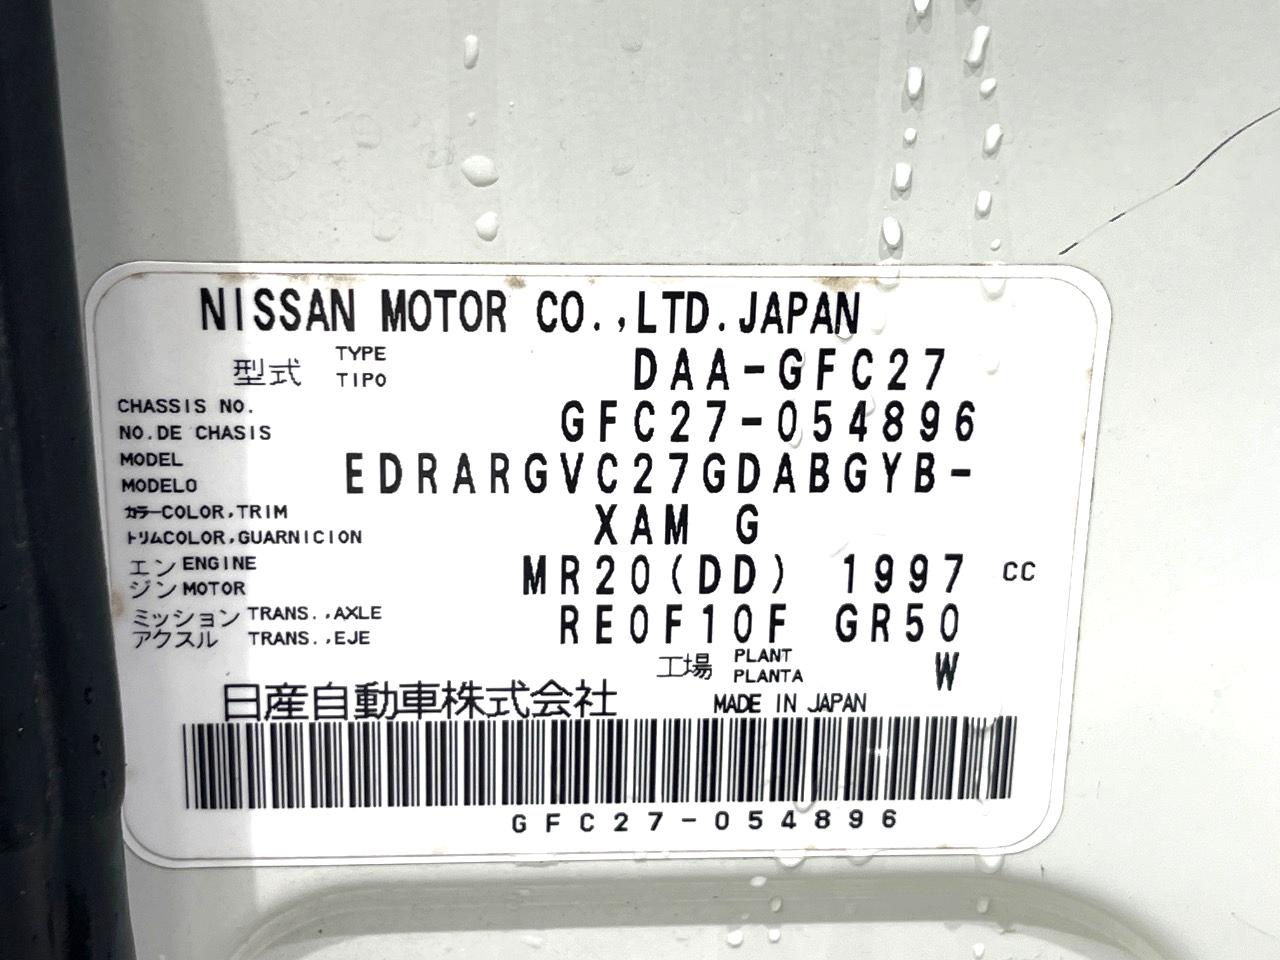 NISSAN MOTOR CO.,LTD.JAPAN
型式 TYPE TIPO DAA-GFC27
CHASSIS NO.
NO.DE CHASIS GFC27-054896
MODEL
MODELO EDRARGVC27GDABGYB-
カラーCOLOR,TRIM
トリムCOLOR,GUARNICION XAM G
エンジン ENGINE MOTOR MR20(DD) 1997 CC
ミッション TRANS.,AXLE
アクスル TRANS.,EJE RE0F10F GR50
工場 PLANT PLANTA W
日産自動車株式会社 MADE IN JAPAN
GFC27-054896